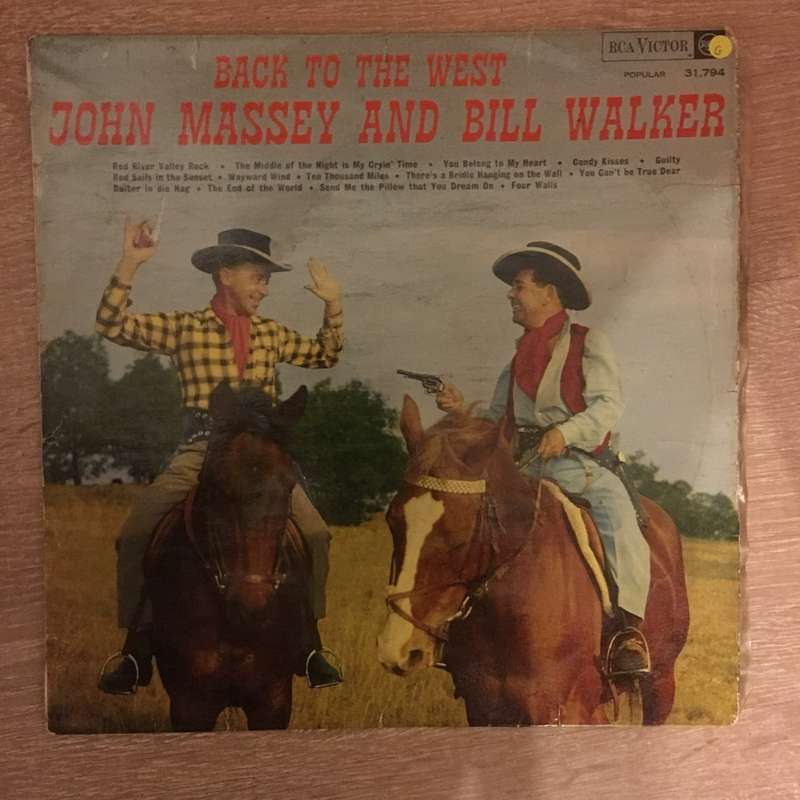 RCA VICTOR
G
POPULAR 31,794
BACK TO THE WEST
JOHN MASSEY AND BILL WALKER
Red River Valley Rock • The Middle of the Night is My Cryin' Time • You Belong to My Heart • Candy Kisses • Guilty
Red Sails in the Sunset • Wayward Wind • Ten Thousand Miles • There's a Bridle Hanging on the Wall • You Can't be True Dear
Ruiter in die Nag • The End of the World • Send Me the Pillow that You Dream On • Four Walls